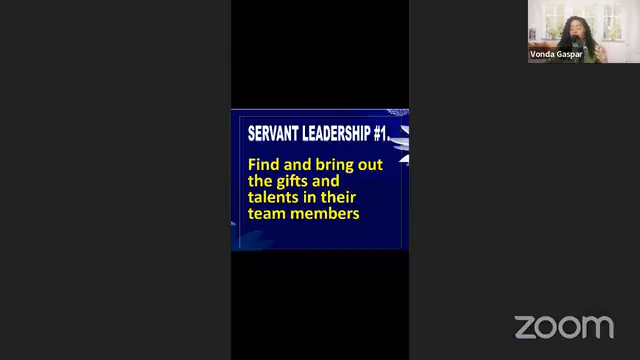 Vonda Gaspar
SERVANT LEADERSHIP #1.
Find and bring out
the gifts and
talents in their
team members
zoom